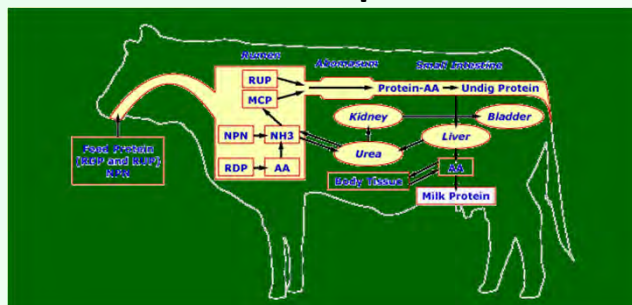 Rumen
Abomasum
Small Intestine
RUP
MCP
Protein-AA
Undig Protein
Kidney
Bladder
NPN
NH3
Liver
Urea
Feed Protein
(RDP and RUP)
NPN
RDP
AA
AA
Body Tissue
Milk Protein